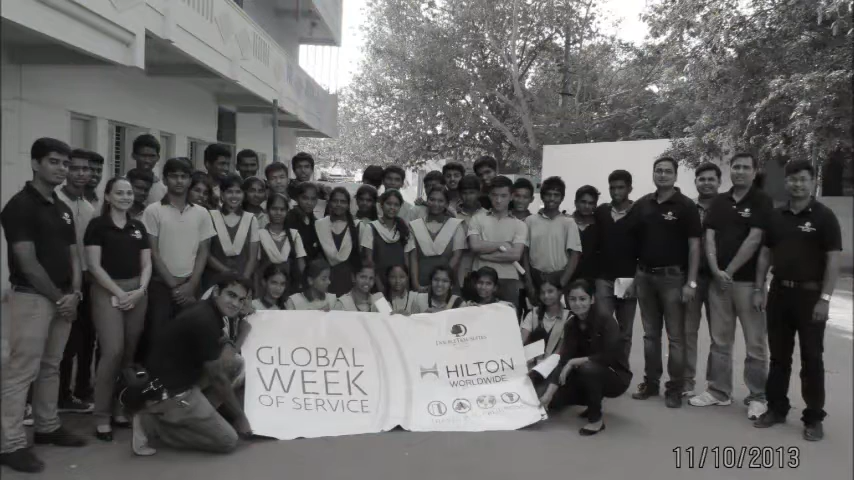 GLOBAL
WEEK
OF SERVICE
HILTON
WORLDWIDE
11/10/2013